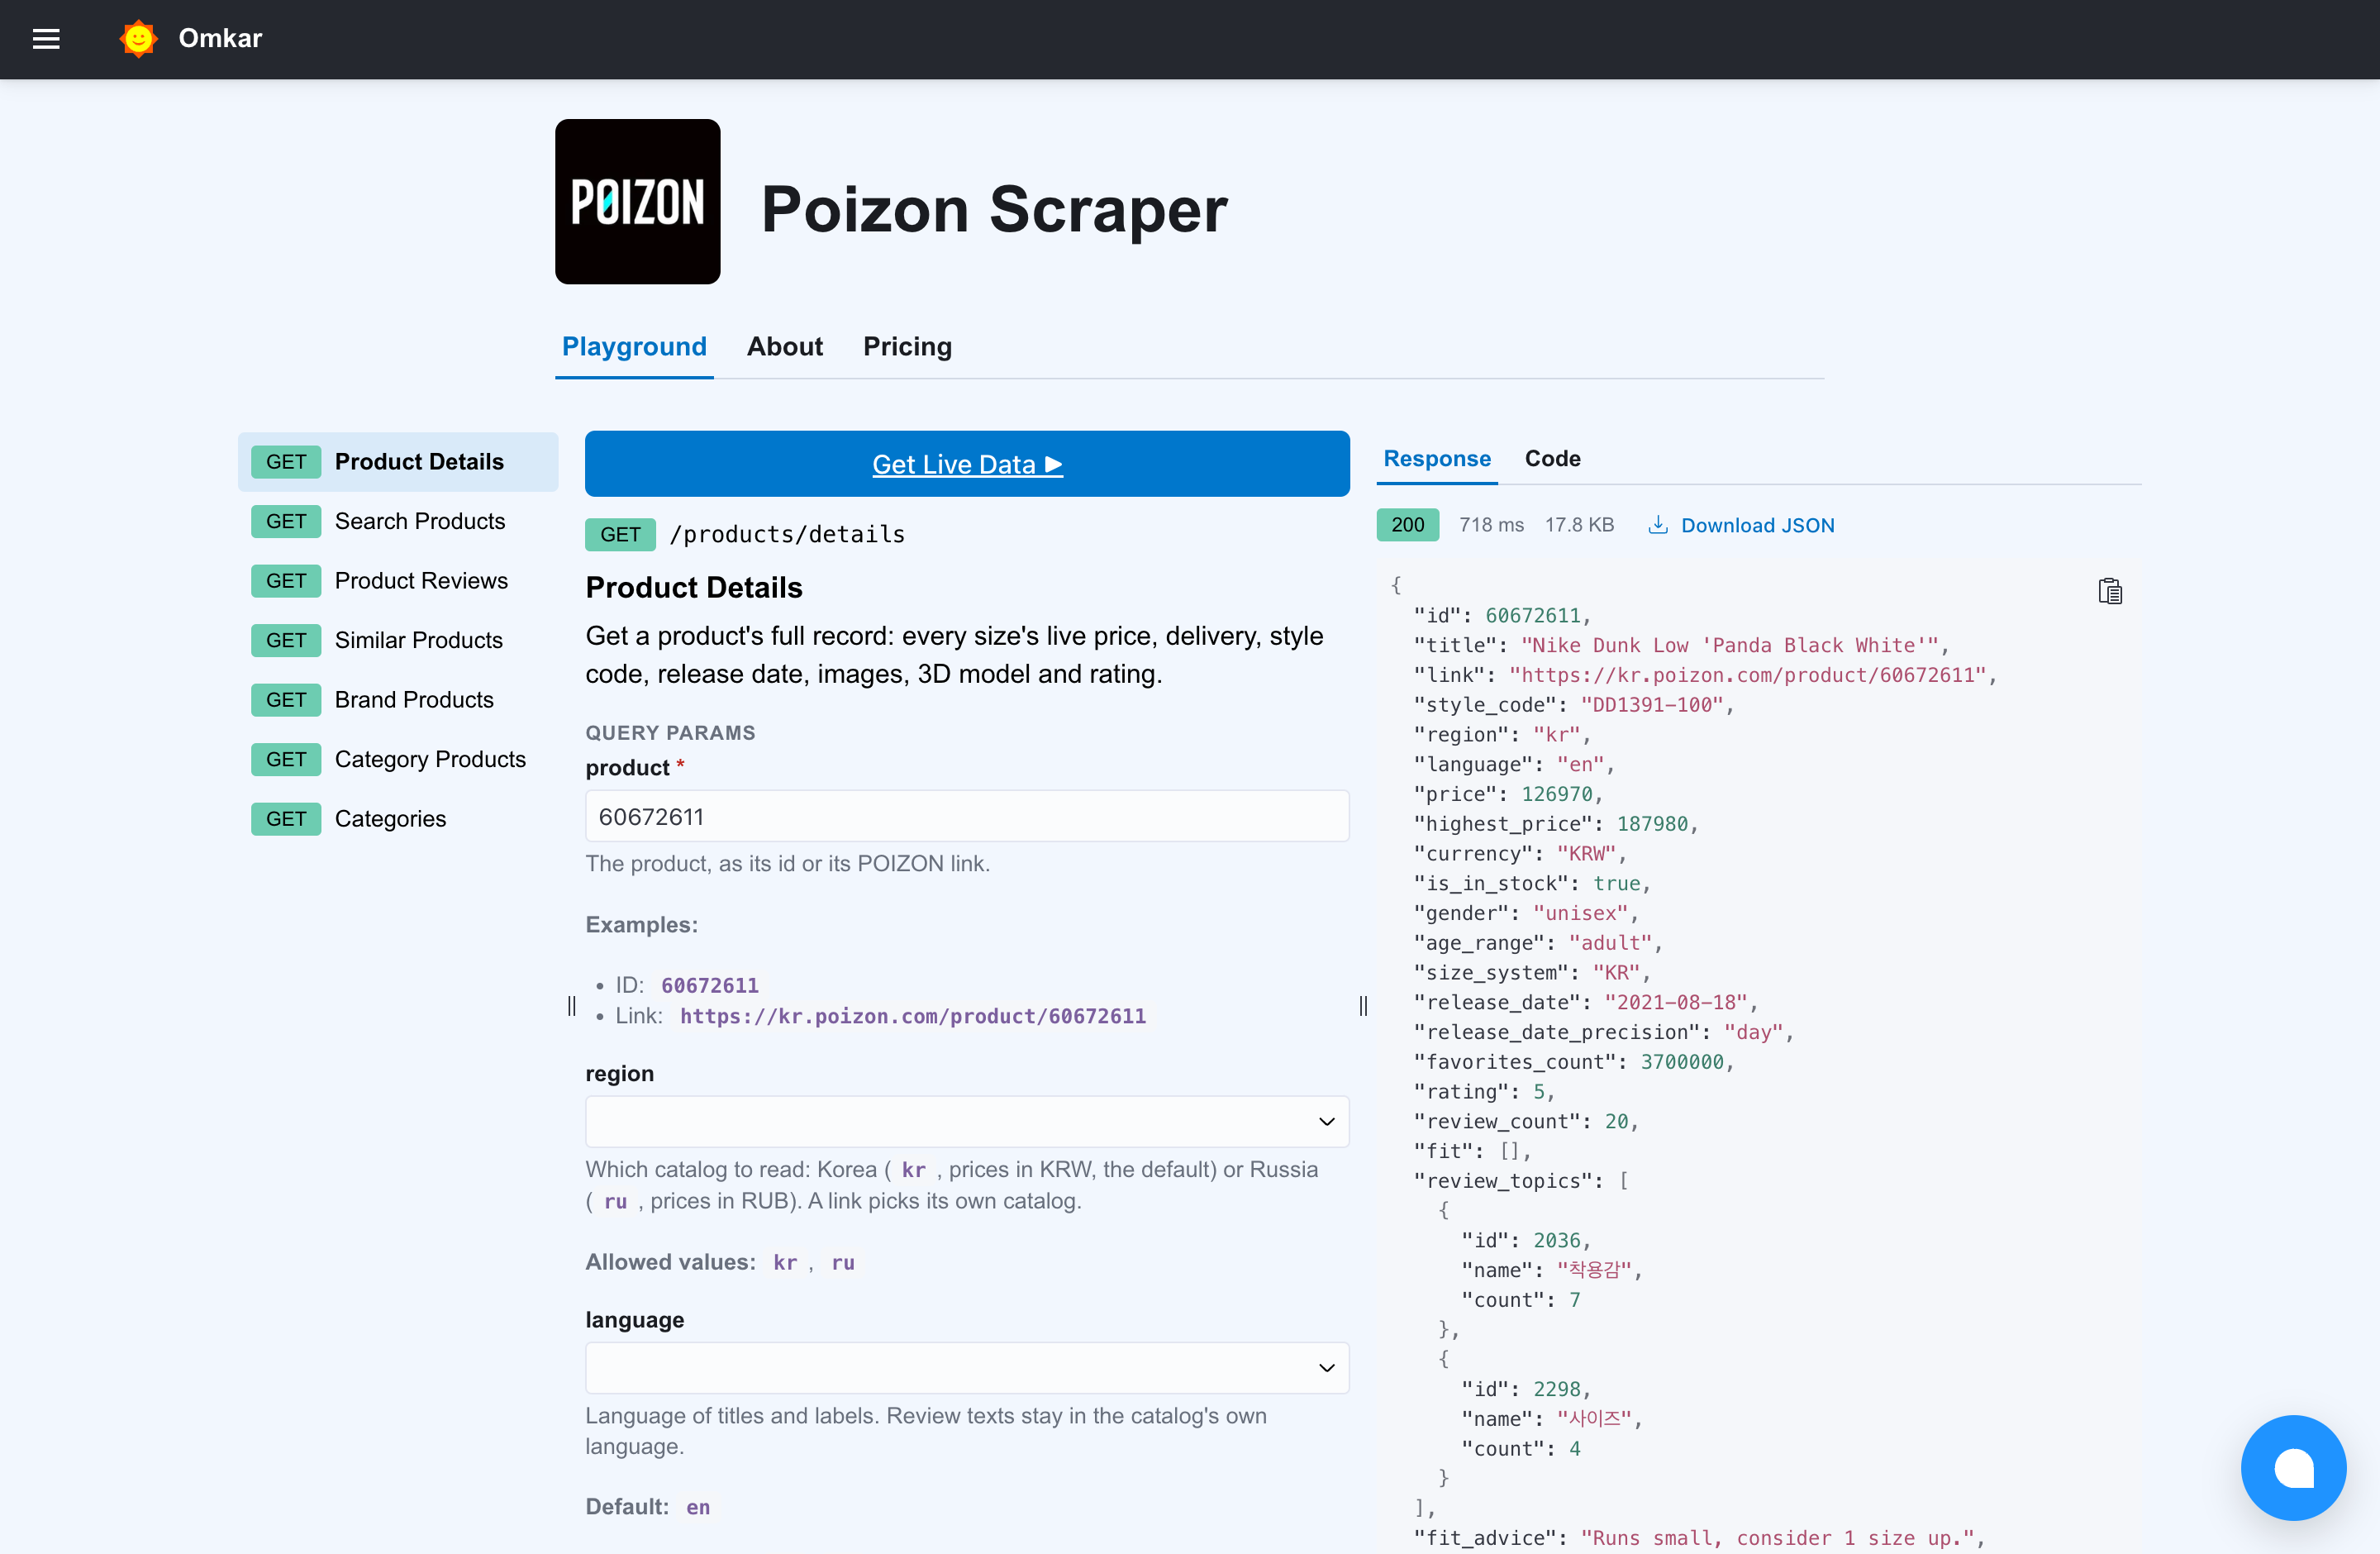 Omkar
POIZON
Poizon Scraper
Playground About Pricing
GET Product Details
GET Search Products
GET Product Reviews
GET Similar Products
GET Brand Products
GET Category Products
GET Categories
Get Live Data ▶
GET /products/details
Product Details
Get a product's full record: every size's live price, delivery, style
code, release date, images, 3D model and rating.
QUERY PARAMS
product *
60672611
The product, as its id or its POIZON link.
Examples:
• ID: 60672611
• Link: https://kr.poizon.com/product/60672611
region
Which catalog to read: Korea ( kr , prices in KRW, the default) or Russia
( ru , prices in RUB). A link picks its own catalog.
Allowed values: kr , ru
language
Language of titles and labels. Review texts stay in the catalog's own
language.
Default: en
Response Code
200 718 ms 17.8 KB Download JSON
{
"id": 60672611,
"title": "Nike Dunk Low 'Panda Black White'",
"link": "https://kr.poizon.com/product/60672611",
"style_code": "DD1391-100",
"region": "kr",
"language": "en",
"price": 126970,
"highest_price": 187980,
"currency": "KRW",
"is_in_stock": true,
"gender": "unisex",
"age_range": "adult",
"size_system": "KR",
"release_date": "2021-08-18",
"release_date_precision": "day",
"favorites_count": 3700000,
"rating": 5,
"review_count": 20,
"fit": [],
"review_topics": [
{
"id": 2036,
"name": "착용감",
"count": 7
},
{
"id": 2298,
"name": "사이즈",
"count": 4
}
],
"fit_advice": "Runs small, consider 1 size up.",